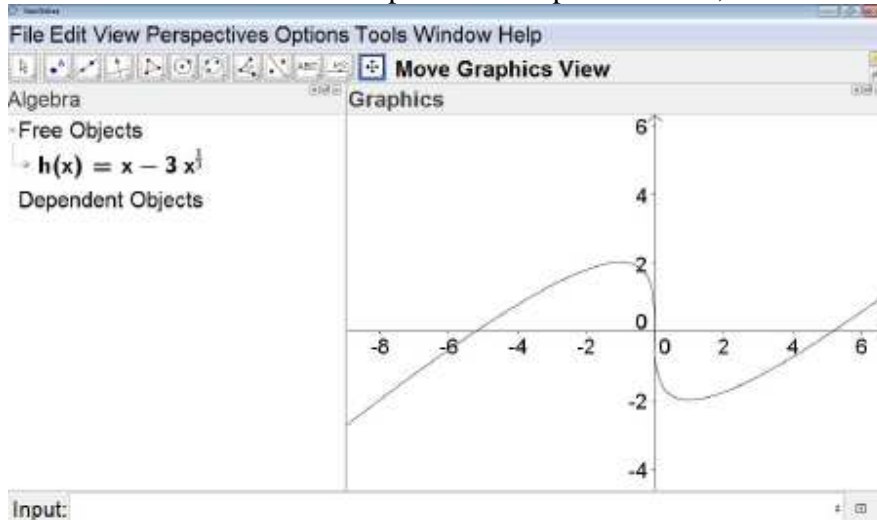 File Edit View Perspectives Options Tools Window Help
ABC
Move Graphics View
Algebra
Graphics
Free Objects
h(x) = x − 3 x^{1/3}
Dependent Objects
6
4
2
0
-8 -6 -4 -2 0 2 4 6
-2
-4
Input: